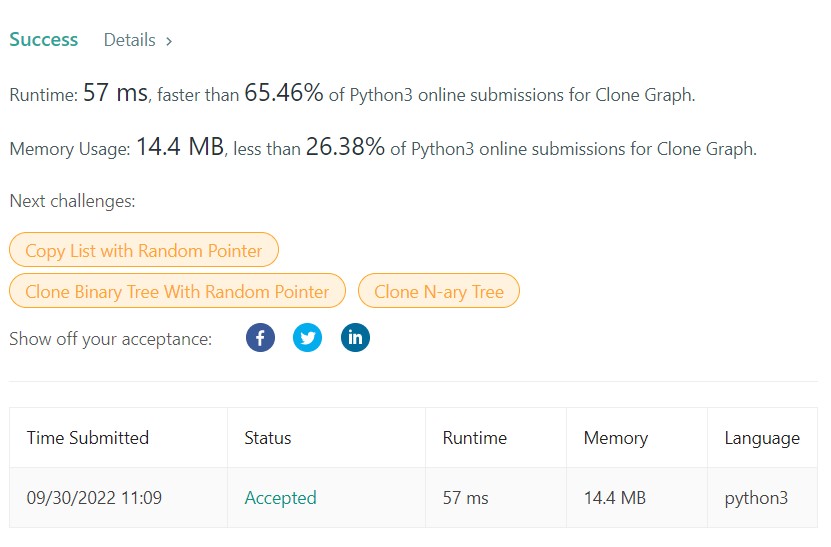 Success Details >
Runtime: 57 ms, faster than 65.46% of Python3 online submissions for Clone Graph.
Memory Usage: 14.4 MB, less than 26.38% of Python3 online submissions for Clone Graph.
Next challenges:
Copy List with Random Pointer
Clone Binary Tree With Random Pointer Clone N-ary Tree
Show off your acceptance: f in
Time Submitted Status Runtime Memory Language
09/30/2022 11:09 Accepted 57 ms 14.4 MB python3